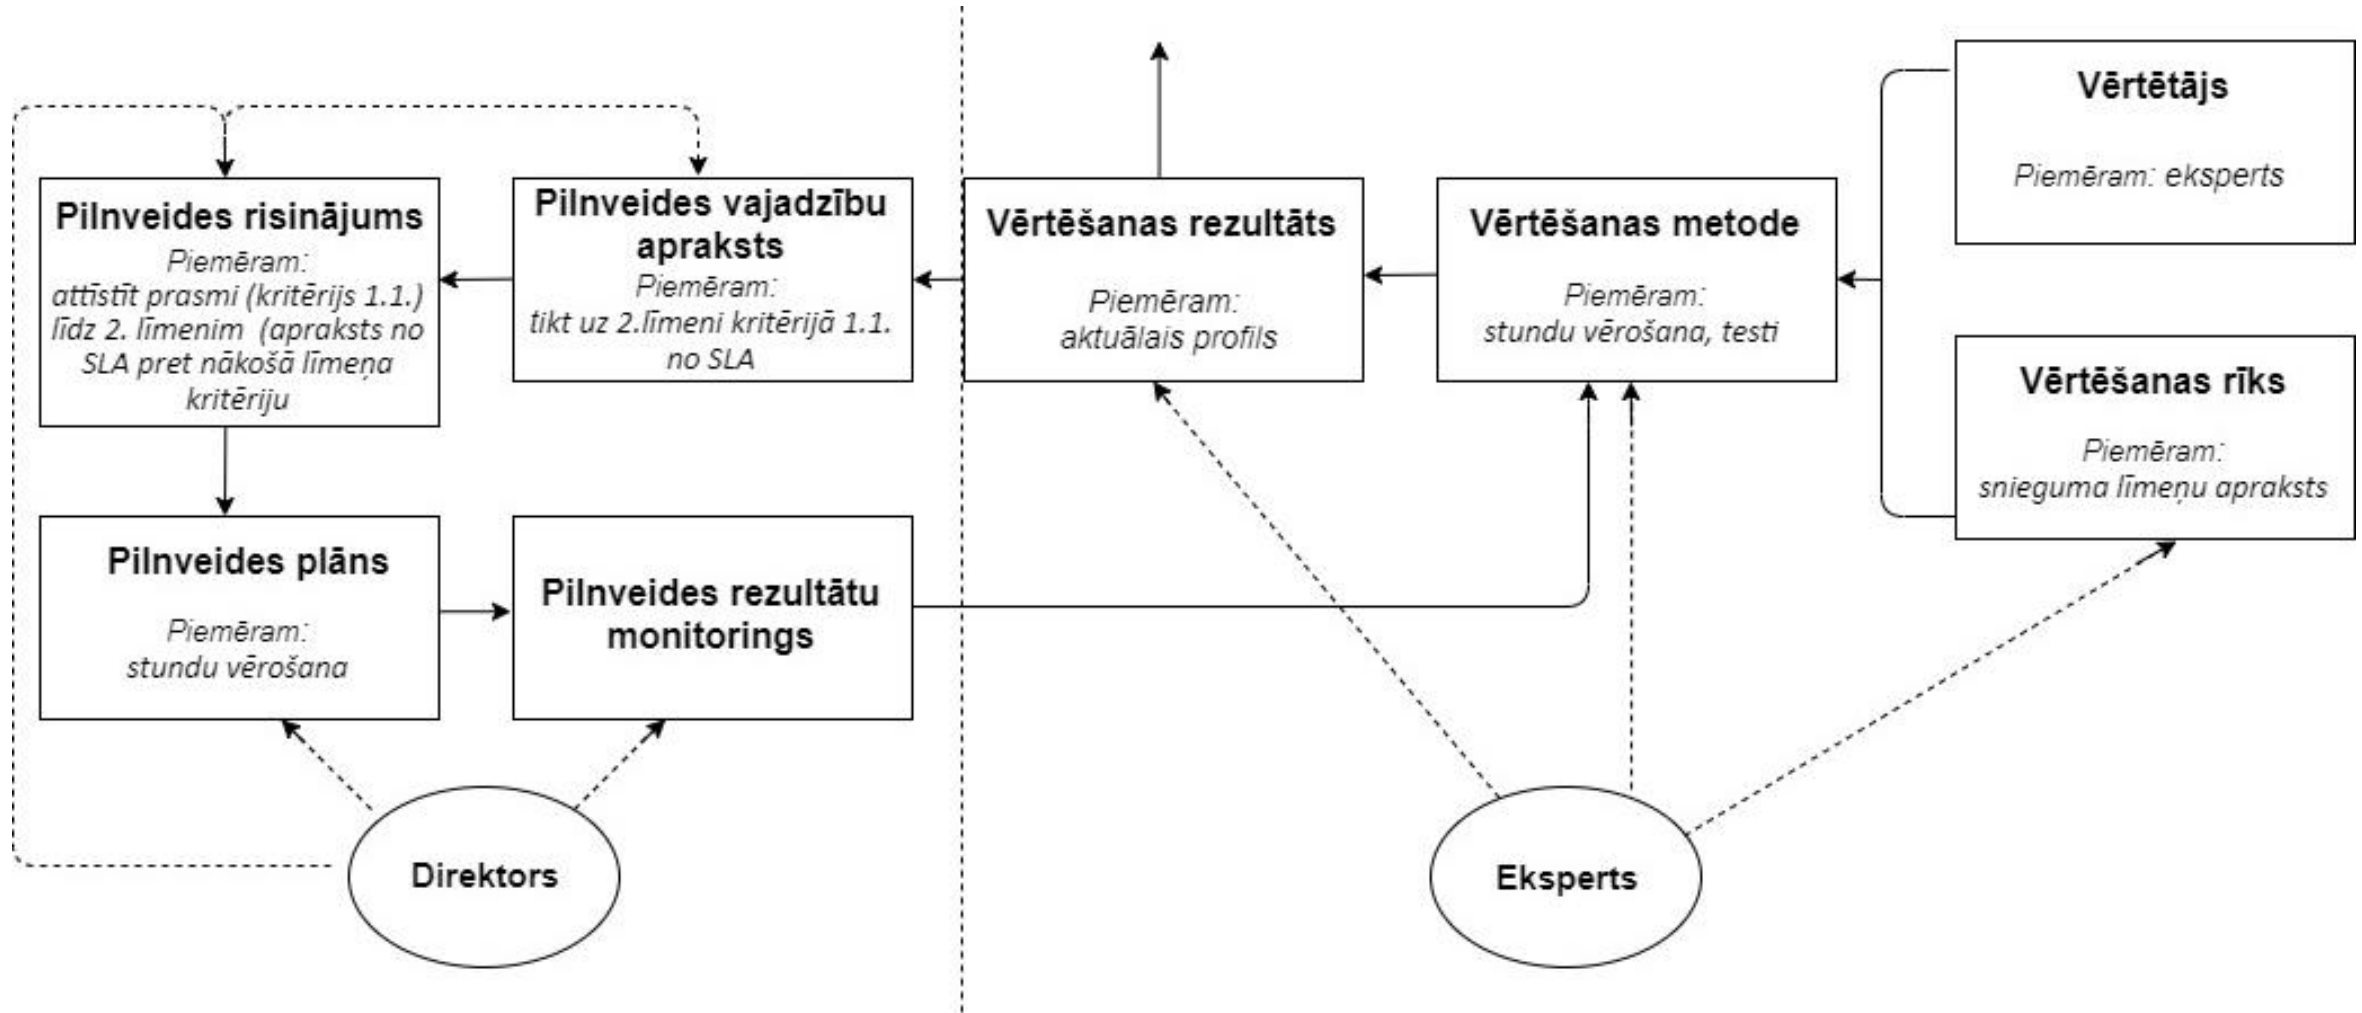 Pilnveides risinājums
Piemēram:
attīstīt prasmi (kritērijs 1.1.)
līdz 2. līmenim (apraksts no
SLA pret nākošā līmeņa
kritēriju
Pilnveides vajadzību
apraksts
Piemēram:
tikt uz 2.līmeni kritērijā 1.1.
no SLA
Vērtēšanas rezultāts
Piemēram:
aktuālais profils
Vērtēšanas metode
Piemēram:
stundu vērošana, testi
Vērtētājs
Piemēram: eksperts
Vērtēšanas rīks
Piemēram:
snieguma līmeņu apraksts
Pilnveides plāns
Piemēram:
stundu vērošana
Pilnveides rezultātu
monitorings
Direktors
Eksperts